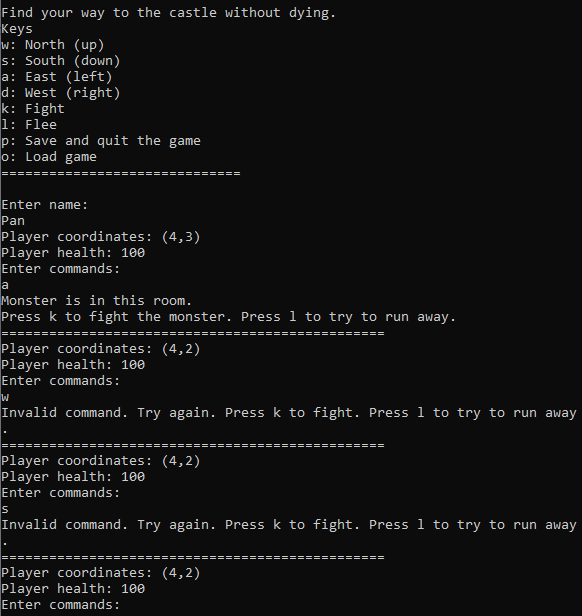 Find your way to the castle without dying.
Keys
w: North (up)
s: South (down)
a: East (left)
d: West (right)
k: Fight
l: Flee
p: Save and quit the game
o: Load game
==============================
Enter name:
Pan
Player coordinates: (4,3)
Player health: 100
Enter commands:
a
Monster is in this room.
Press k to fight the monster. Press l to try to run away.
================================================
Player coordinates: (4,2)
Player health: 100
Enter commands:
w
Invalid command. Try again. Press k to fight. Press l to try to run away
.
================================================
Player coordinates: (4,2)
Player health: 100
Enter commands:
s
Invalid command. Try again. Press k to fight. Press l to try to run away
.
================================================
Player coordinates: (4,2)
Player health: 100
Enter commands: